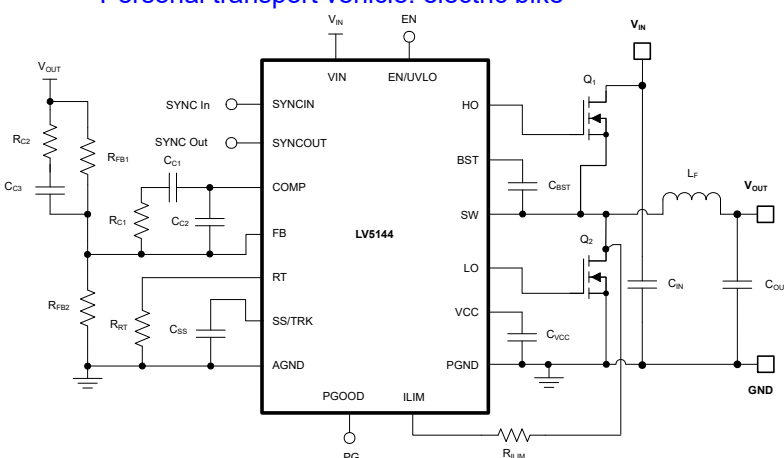 Personal transport vehicle: electric bike
VIN
EN
VIN
VOUT
VIN
EN/UVLO
Q1
SYNC In
SYNCIN
HO
SYNC Out
SYNCOUT
RC2
RFB1
CC1
BST
CC3
COMP
CBST
LF
VOUT
RC1
CC2
SW
FB
LV5144
Q2
RT
LO
CIN
COU
RFB2
RRT
CSS
SS/TRK
VCC
CVCC
AGND
PGND
GND
PGOOD
ILIM
PG
RILIM